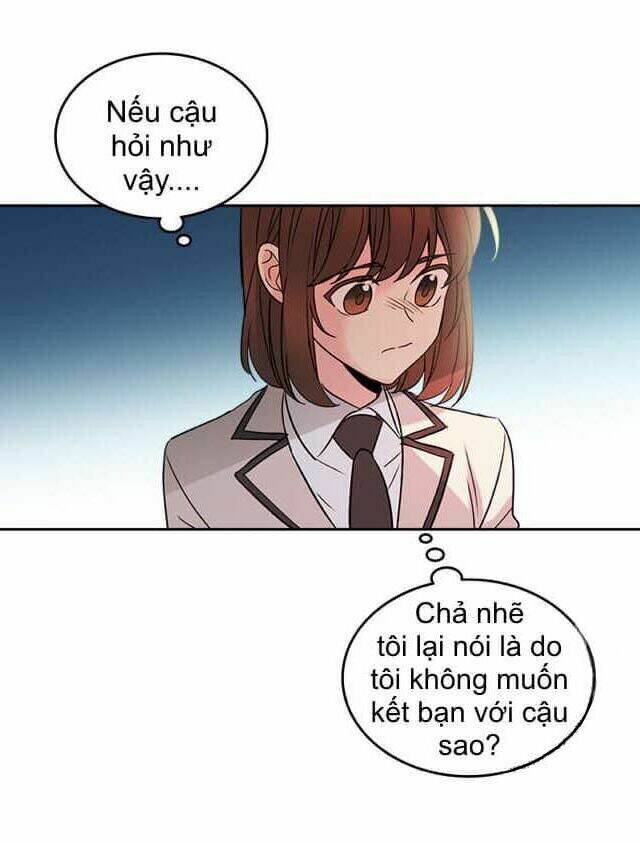 Nếu cậu
hỏi như
vậy....
Chả nhẽ
tôi lại nói là do
tôi không muốn
kết bạn với cậu
sao?